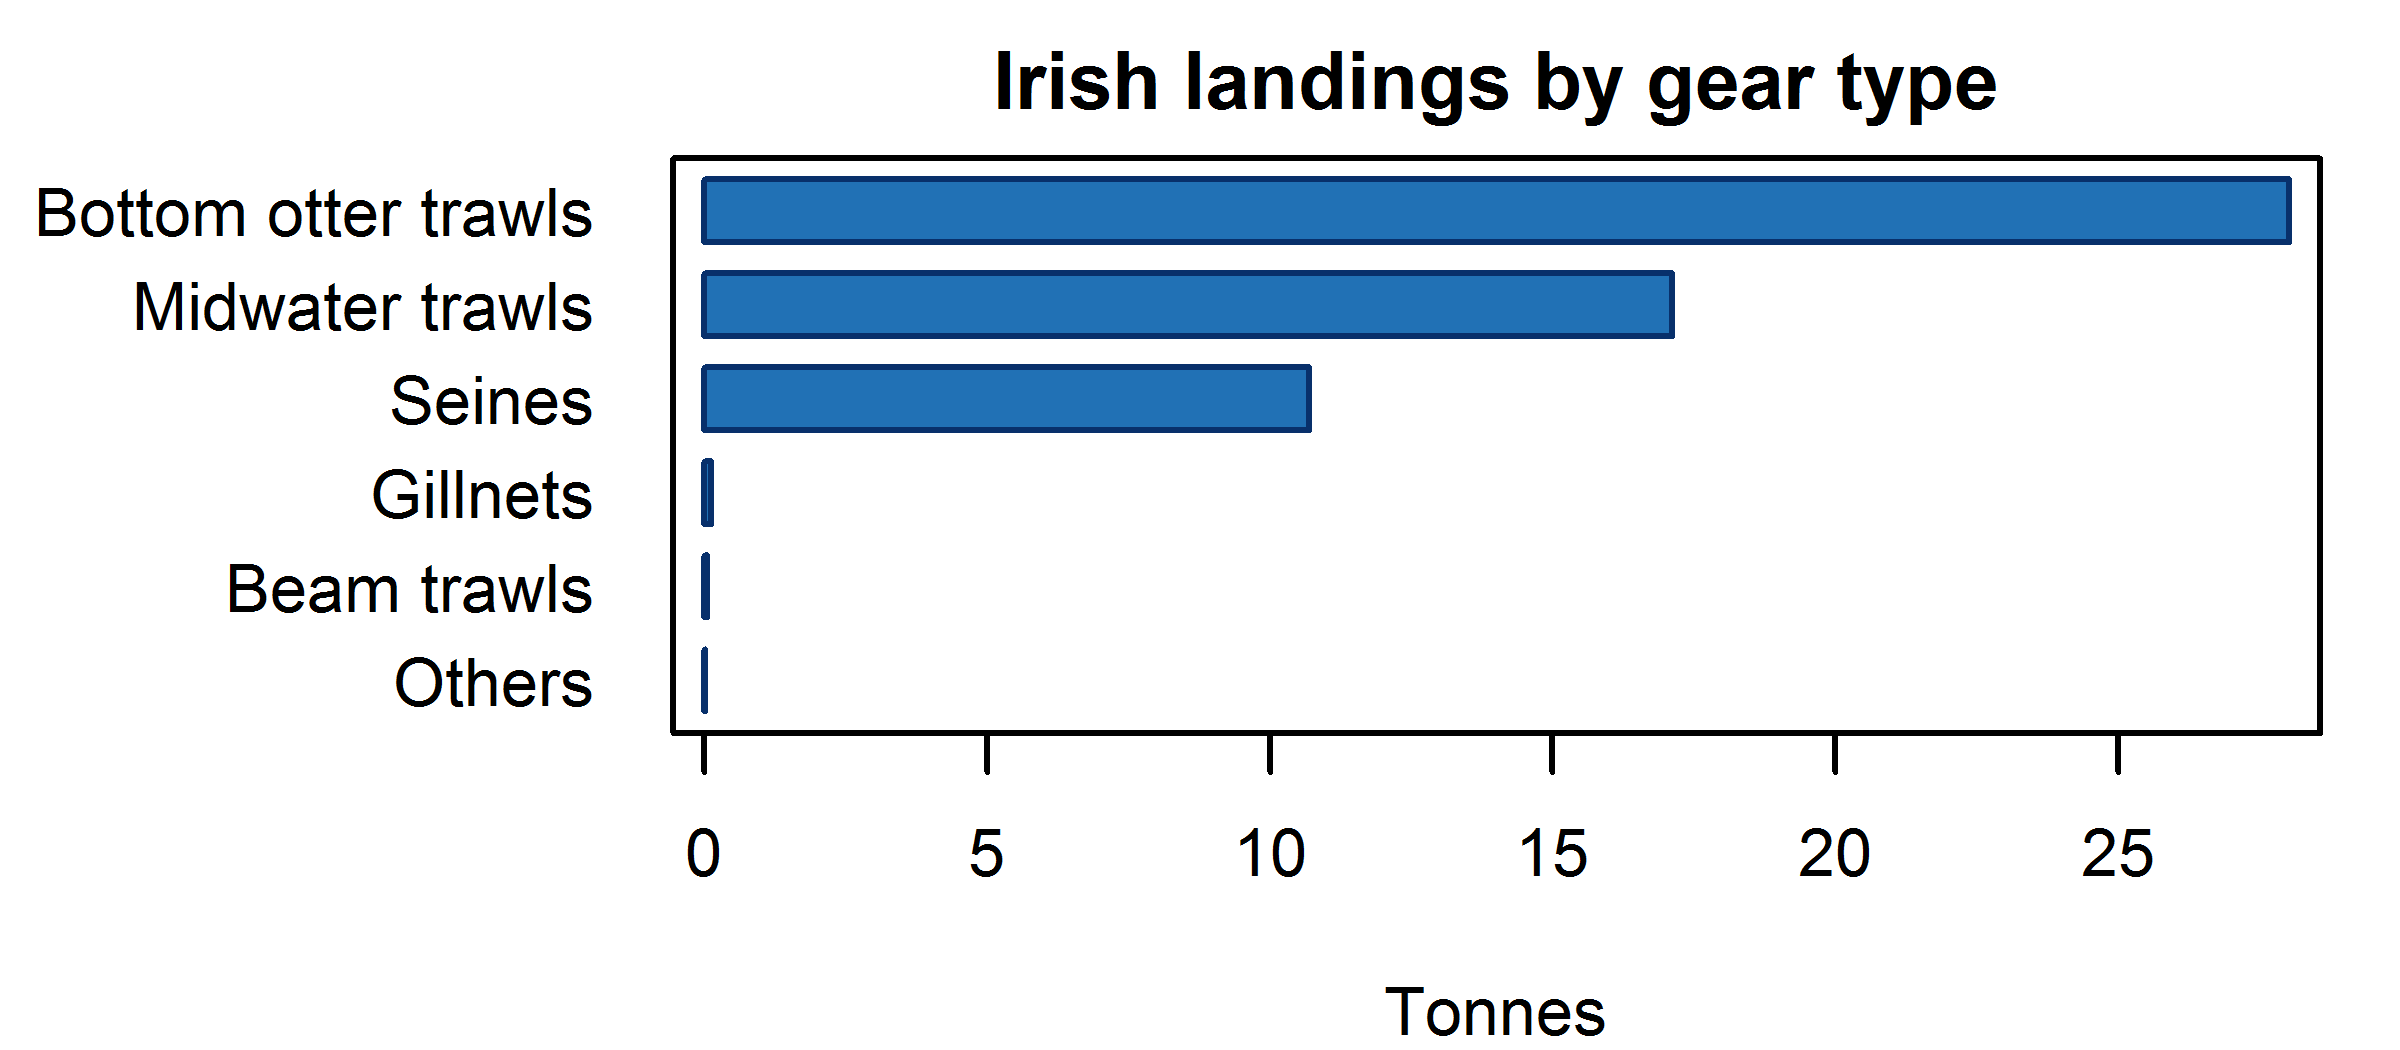 Irish landings by gear type
Bottom otter trawls
Midwater trawls
Seines
Gillnets
Beam trawls
Others
0 5 10 15 20 25
Tonnes